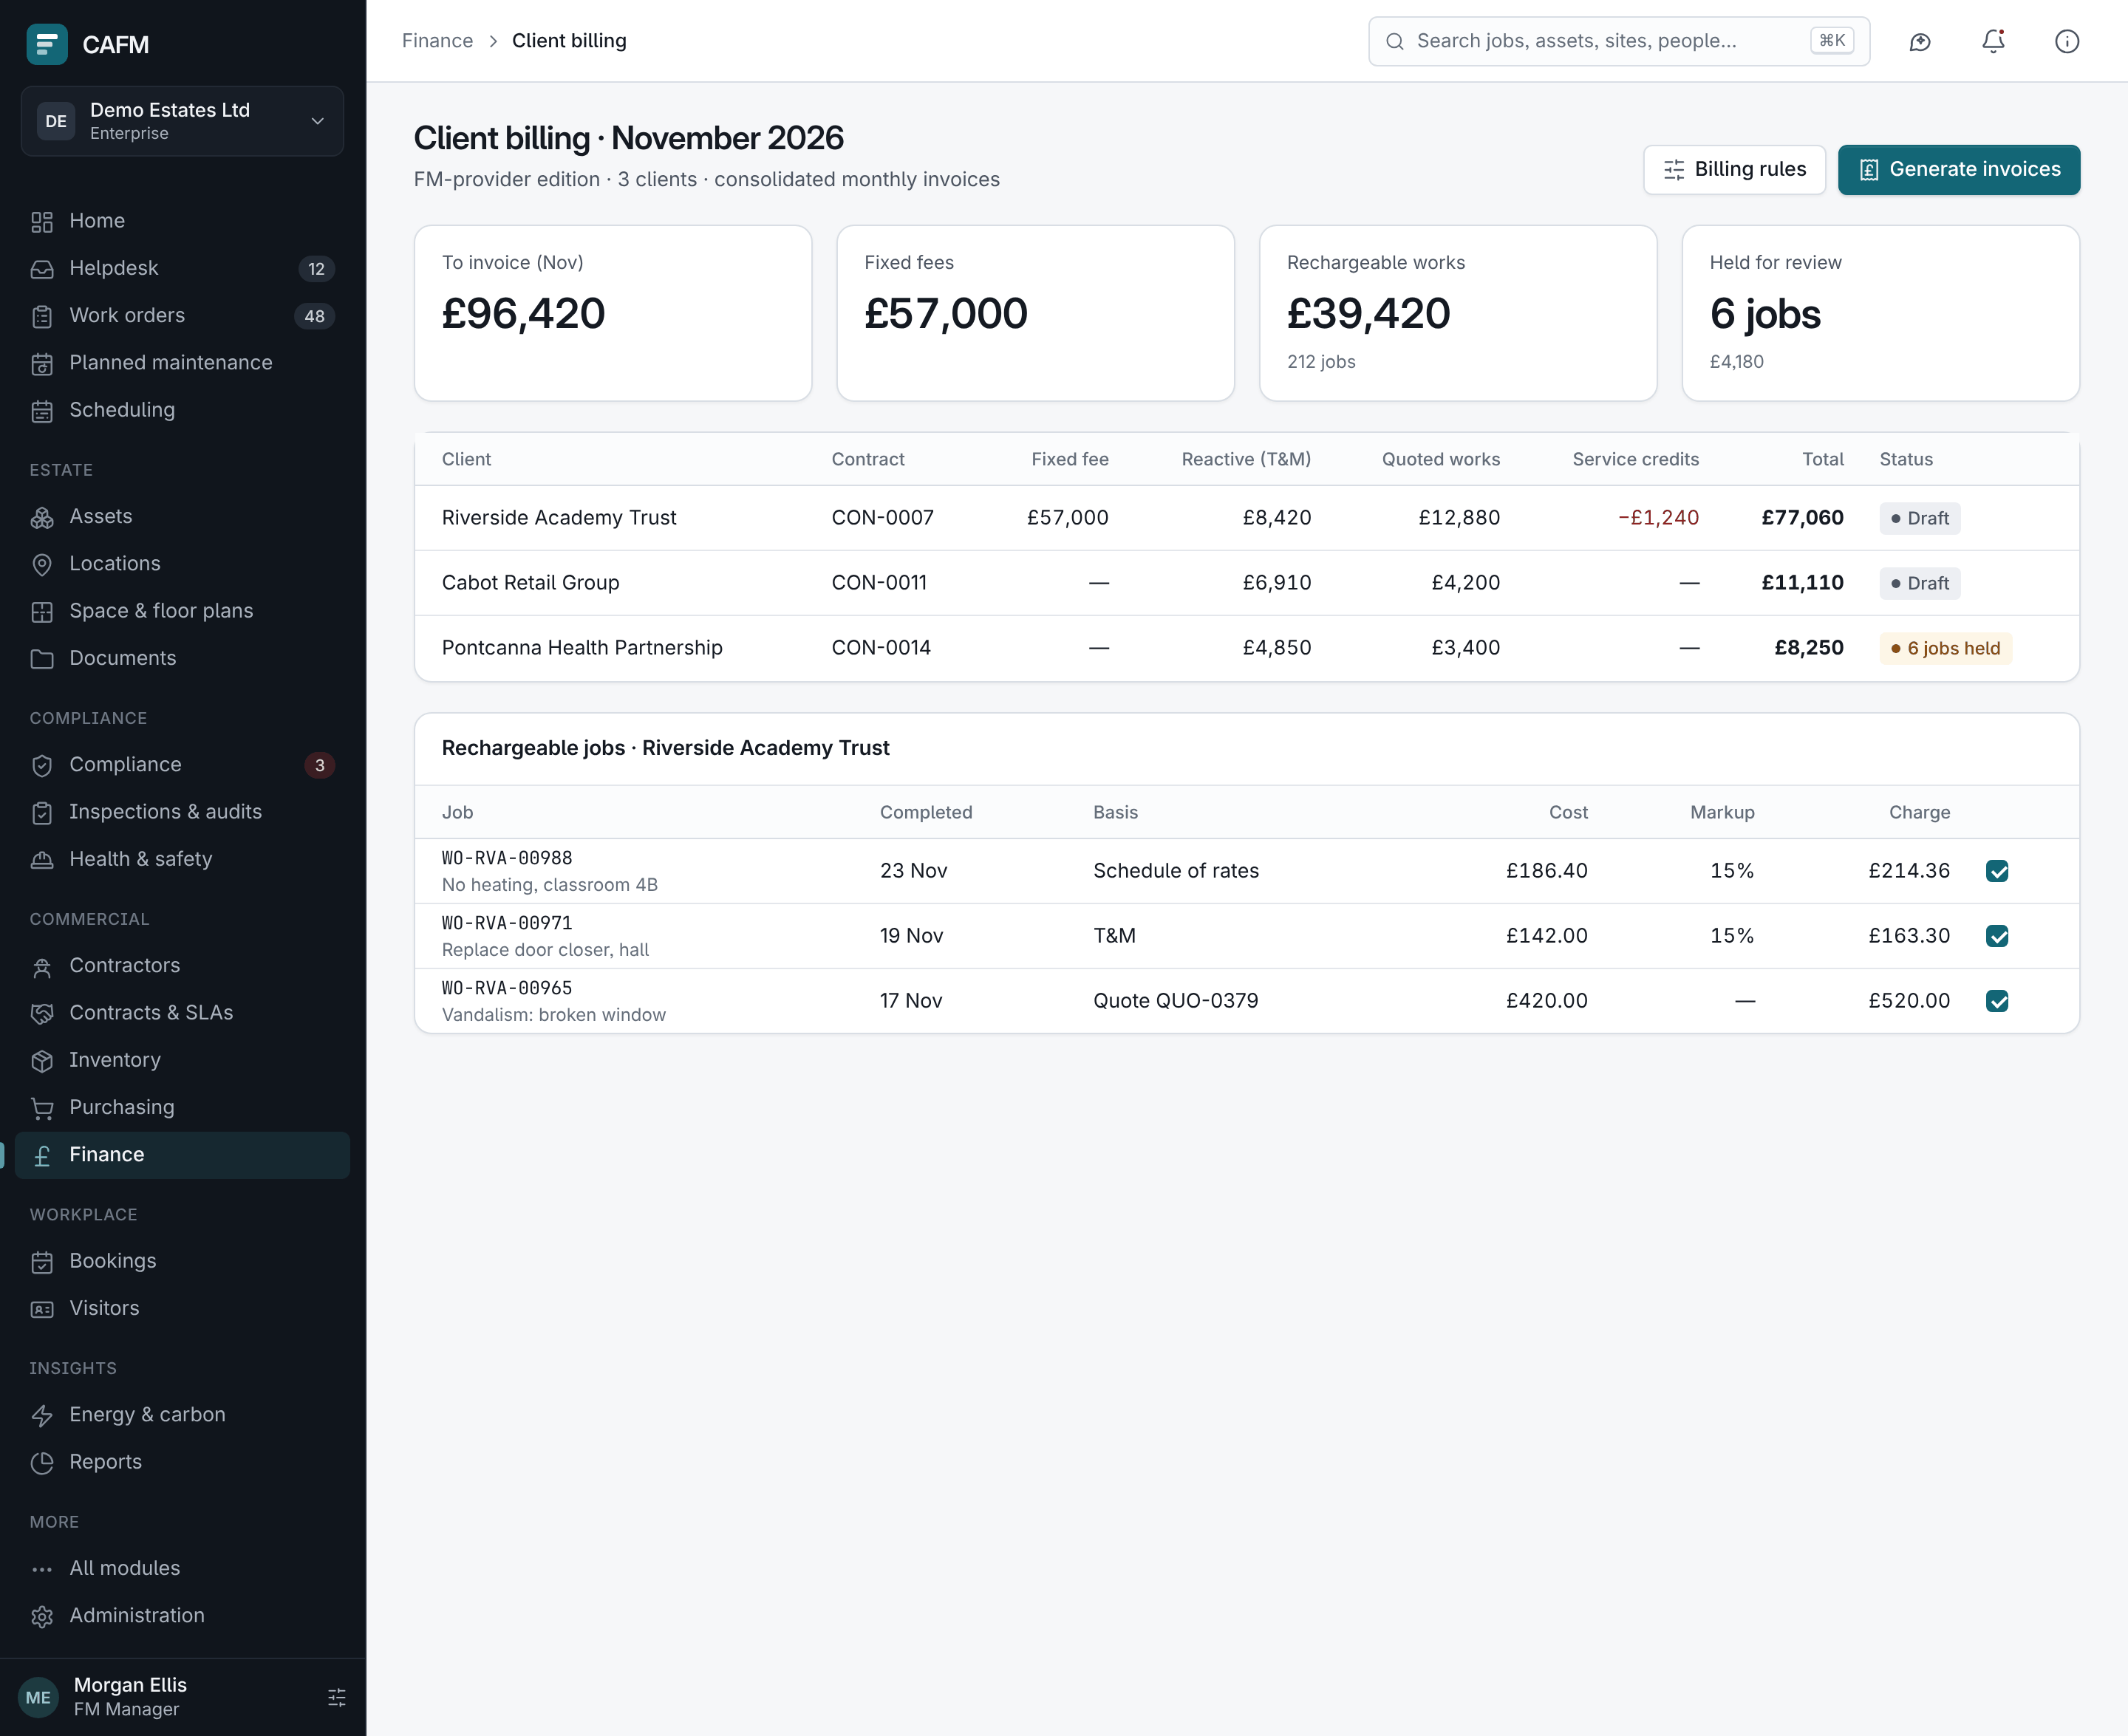 CAFM
DE
Demo Estates Ltd
Enterprise
Home
Helpdesk 12
Work orders 48
Planned maintenance
Scheduling
ESTATE
Assets
Locations
Space & floor plans
Documents
COMPLIANCE
Compliance 3
Inspections & audits
Health & safety
COMMERCIAL
Contractors
Contracts & SLAs
Inventory
Purchasing
Finance
WORKPLACE
Bookings
Visitors
INSIGHTS
Energy & carbon
Reports
MORE
All modules
Administration
ME
Morgan Ellis
FM Manager
Finance > Client billing
Search jobs, assets, sites, people... ⌘K
Client billing · November 2026
FM-provider edition · 3 clients · consolidated monthly invoices
Billing rules
Generate invoices
To invoice (Nov)
£96,420
Fixed fees
£57,000
Rechargeable works
£39,420
212 jobs
Held for review
6 jobs
£4,180
Client Contract Fixed fee Reactive (T&M) Quoted works Service credits Total Status
Riverside Academy Trust CON-0007 £57,000 £8,420 £12,880 −£1,240 £77,060 Draft
Cabot Retail Group CON-0011 — £6,910 £4,200 — £11,110 Draft
Pontcanna Health Partnership CON-0014 — £4,850 £3,400 — £8,250 6 jobs held
Rechargeable jobs · Riverside Academy Trust
Job Completed Basis Cost Markup Charge
WO-RVA-00988
No heating, classroom 4B
23 Nov Schedule of rates £186.40 15% £214.36
WO-RVA-00971
Replace door closer, hall
19 Nov T&M £142.00 15% £163.30
WO-RVA-00965
Vandalism: broken window
17 Nov Quote QUO-0379 £420.00 — £520.00